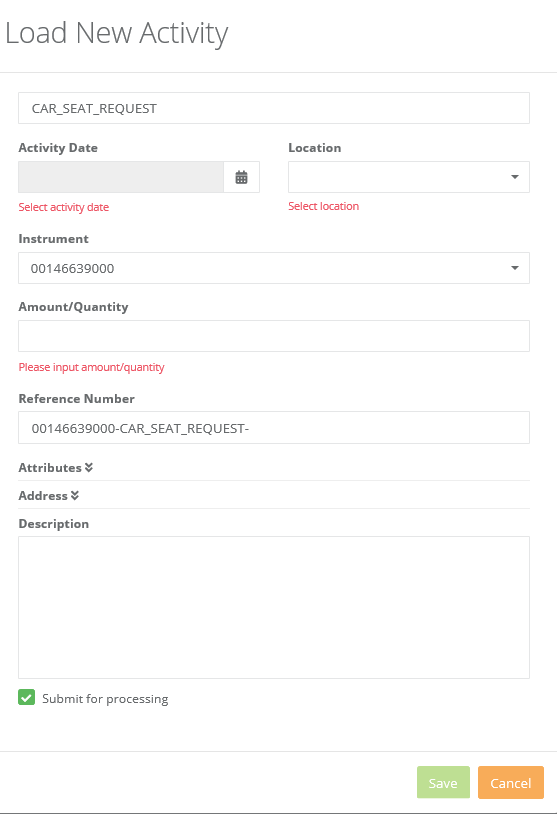 Load New Activity
CAR_SEAT_REQUEST
Activity Date
Location
Select activity date
Select location
Instrument
00146639000
Amount/Quantity
Please input amount/quantity
Reference Number
00146639000-CAR_SEAT_REQUEST-
Attributes
Address
Description
Submit for processing
Save
Cancel